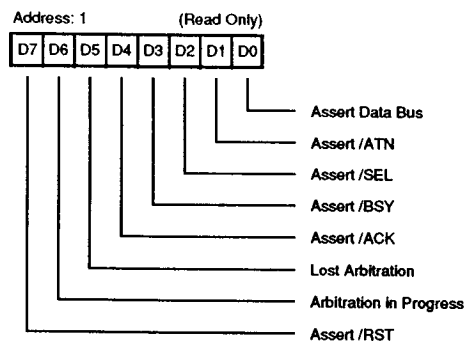 Address: 1 (Read Only)
D7 D6 D5 D4 D3 D2 D1 D0
Assert Data Bus
Assert /ATN
Assert /SEL
Assert /BSY
Assert /ACK
Lost Arbitration
Arbitration in Progress
Assert /RST